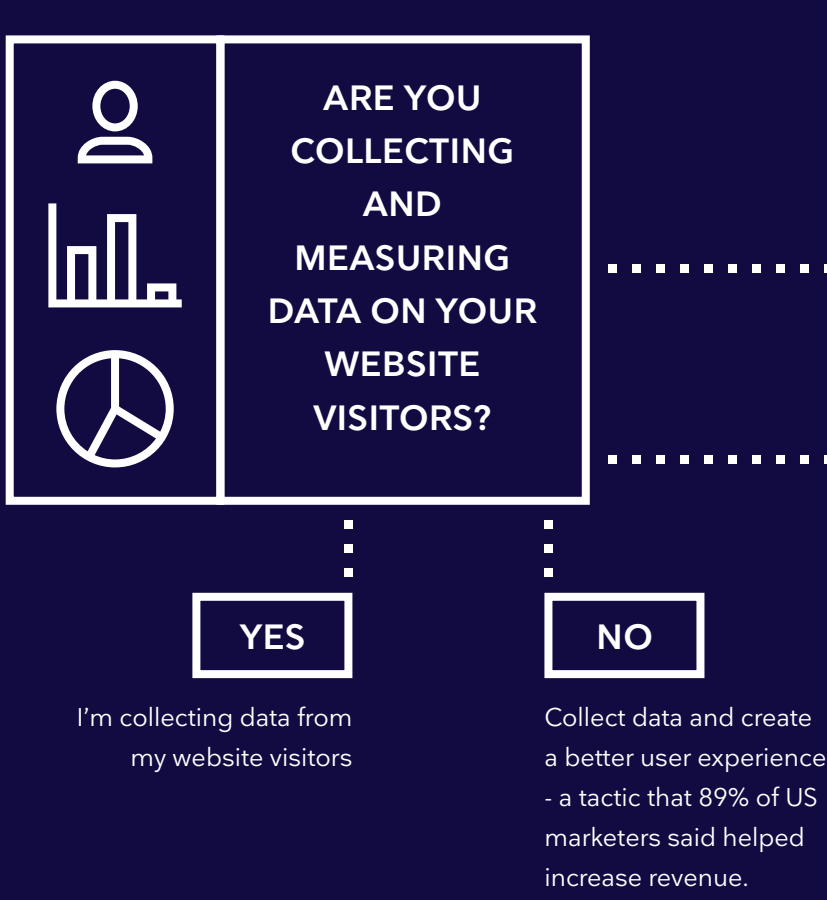 ARE YOU
COLLECTING
AND
MEASURING
DATA ON YOUR
WEBSITE
VISITORS?
YES
I’m collecting data from
my website visitors
NO
Collect data and create
a better user experience
- a tactic that 89% of US
marketers said helped
increase revenue.